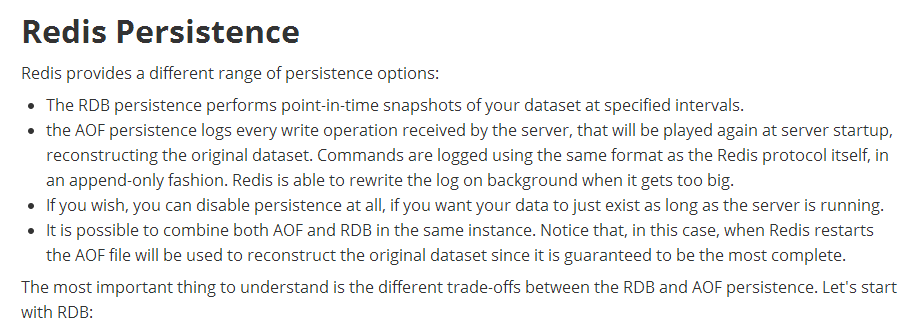 Redis Persistence
Redis provides a different range of persistence options:
• The RDB persistence performs point-in-time snapshots of your dataset at specified intervals.
• the AOF persistence logs every write operation received by the server, that will be played again at server startup,
reconstructing the original dataset. Commands are logged using the same format as the Redis protocol itself, in
an append-only fashion. Redis is able to rewrite the log on background when it gets too big.
• If you wish, you can disable persistence at all, if you want your data to just exist as long as the server is running.
• It is possible to combine both AOF and RDB in the same instance. Notice that, in this case, when Redis restarts
the AOF file will be used to reconstruct the original dataset since it is guaranteed to be the most complete.
The most important thing to understand is the different trade-offs between the RDB and AOF persistence. Let's start
with RDB: